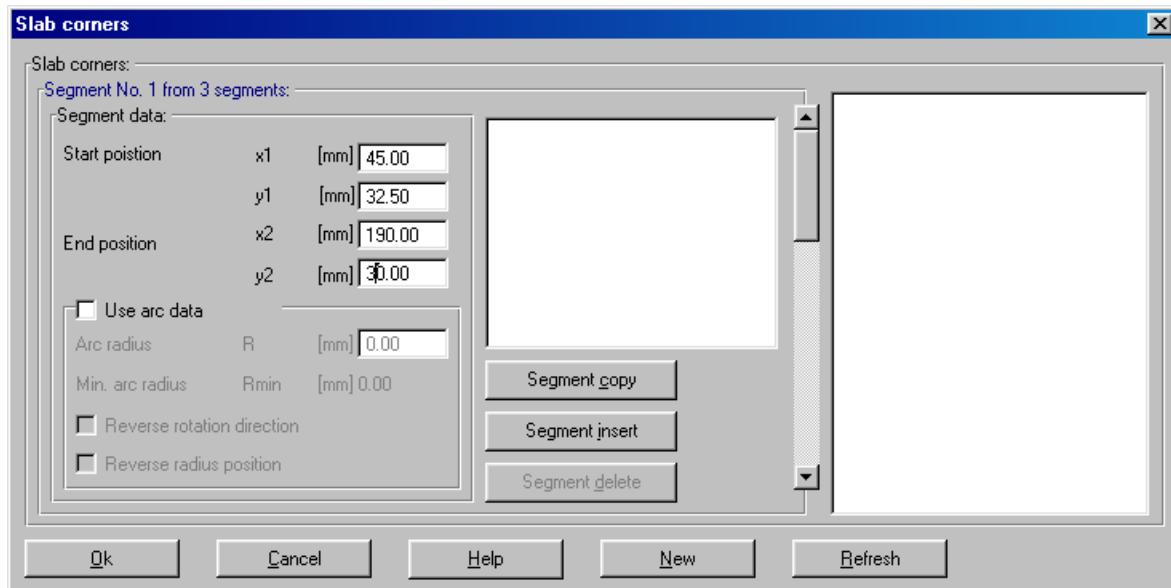 Slab corners
Slab corners:
Segment No. 1 from 3 segments:
Segment data:
Start poistion x1 [mm] 45.00
y1 [mm] 32.50
End position x2 [mm] 190.00
y2 [mm] 30.00
Use arc data
Arc radius R [mm] 0.00
Min. arc radius Rmin [mm] 0.00
Reverse rotation direction
Reverse radius position
Segment copy
Segment insert
Segment delete
Ok Cancel Help New Refresh